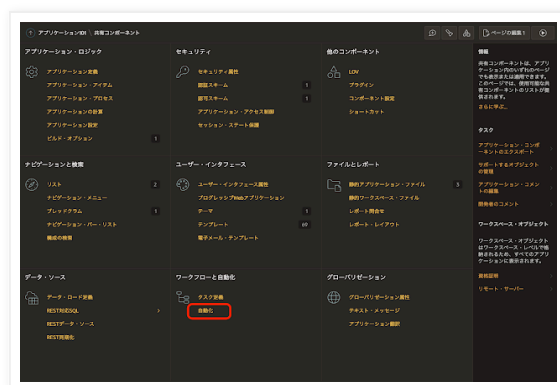 アプリケーション101 \ 共有コンポーネント
ページの編集1
アプリケーション・ロジック
アプリケーション定義
アプリケーション・アイテム
アプリケーション・プロセス
アプリケーションの計算
アプリケーション設定
ビルド・オプション 1
セキュリティ
セキュリティ属性
認証スキーム 1
認可スキーム 1
アプリケーション・アクセス制御
セッション・ステート保護
他のコンポーネント
LOV
プラグイン
コンポーネント設定
ショートカット
ナビゲーションと検索
リスト 2
ナビゲーション・メニュー
ブレッドクラム 1
ナビゲーション・バー・リスト
構成の検索
ユーザー・インタフェース
ユーザー・インタフェース属性
プログレッシブWebアプリケーション
テーマ 1
テンプレート 69
電子メール・テンプレート
ファイルとレポート
静的アプリケーション・ファイル 3
静的ワークスペース・ファイル
レポート問合せ
レポート・レイアウト
データ・ソース
データ・ロード定義
REST対応SQL
RESTデータ・ソース
REST同期化
ワークフローと自動化
タスク定義
自動化
グローバリゼーション
グローバリゼーション属性
テキスト・メッセージ
アプリケーション翻訳
情報
共有コンポーネントは、アプリ
ケーション内のいずれのページ
でも表示または適用できます。
このページでは、使用可能な共
有コンポーネントのリストが提
供されます。
さらに学ぶ...
タスク
アプリケーション・コンポ
ーネントのエクスポート
サポートするオブジェクト
の管理
アプリケーション・コメン
トの編集
開発者のコメント
ワークスペース・オブジェクト
ワークスペース・オブジェクト
はワークスペース・レベルで格
納されるため、すべてのアプリ
ケーションに表示されます。
資格証明
リモート・サーバー